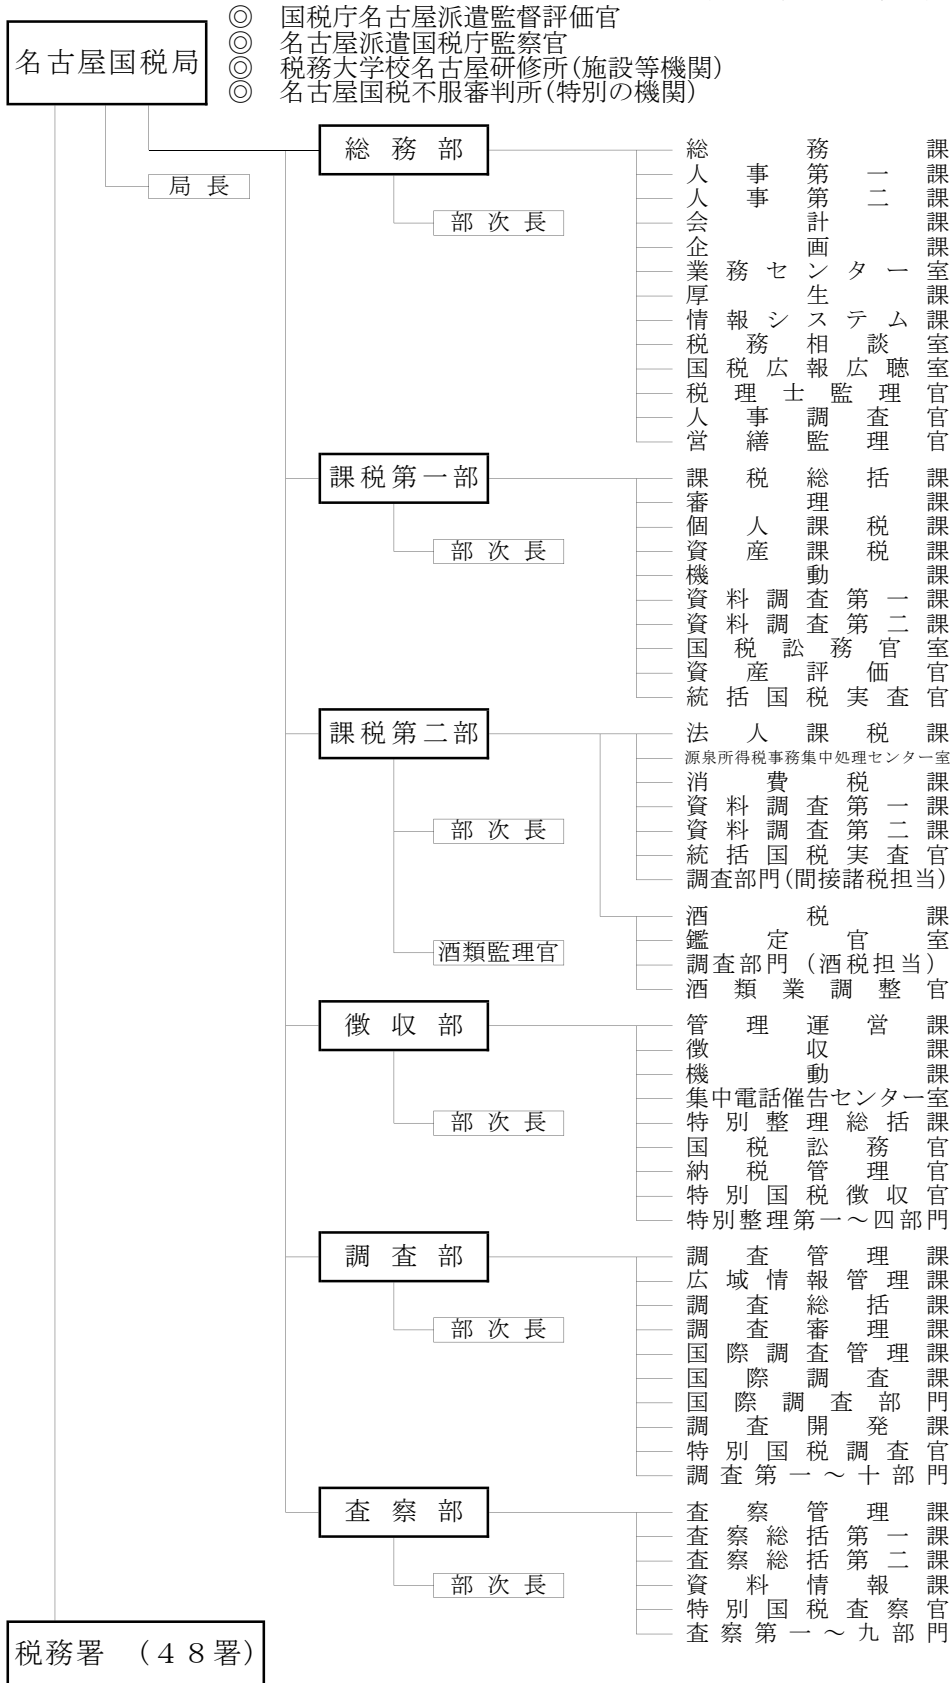 名古屋国税局
◎ 国税庁名古屋派遣監督評価官
◎ 名古屋派遣国税庁監察官
◎ 税務大学校名古屋研修所(施設等機関)
◎ 名古屋国税不服審判所(特別の機関)
局長
総務部
部次長
総務課
人事第一課
人事第二課
会計課
企画課
業務センター室
厚生課
情報システム課
税務相談室
国税広報広聴室
税理士監理官
人事調査官
営繕監理官
課税第一部
部次長
課税総括課
審理課
個人課税課
資産課税課
機動課
資料調査第一課
資料調査第二課
国税訟務官室
資産評価官
統括国税実査官
課税第二部
部次長
酒類監理官
法人課税課
源泉所得税事務集中処理センター室
消費税課
資料調査第一課
資料調査第二課
統括国税実査官
調査部門(間接諸税担当)
酒税課
鑑定官室
調査部門(酒税担当)
酒類業調整官
徴収部
部次長
管理運営課
徴収課
機動課
集中電話催告センター室
特別整理総括課
国税訟務官
納税管理官
特別国税徴収官
特別整理第一～四部門
調査部
部次長
調査管理課
広域情報管理課
調査総括課
調査審理課
国際調査管理課
国際調査課
国際調査部門
調査開発課
特別国税調査官
調査第一～十部門
査察部
部次長
査察管理課
査察総括第一課
査察総括第二課
資料情報課
特別国税査察官
査察第一～九部門
税務署 (48署)